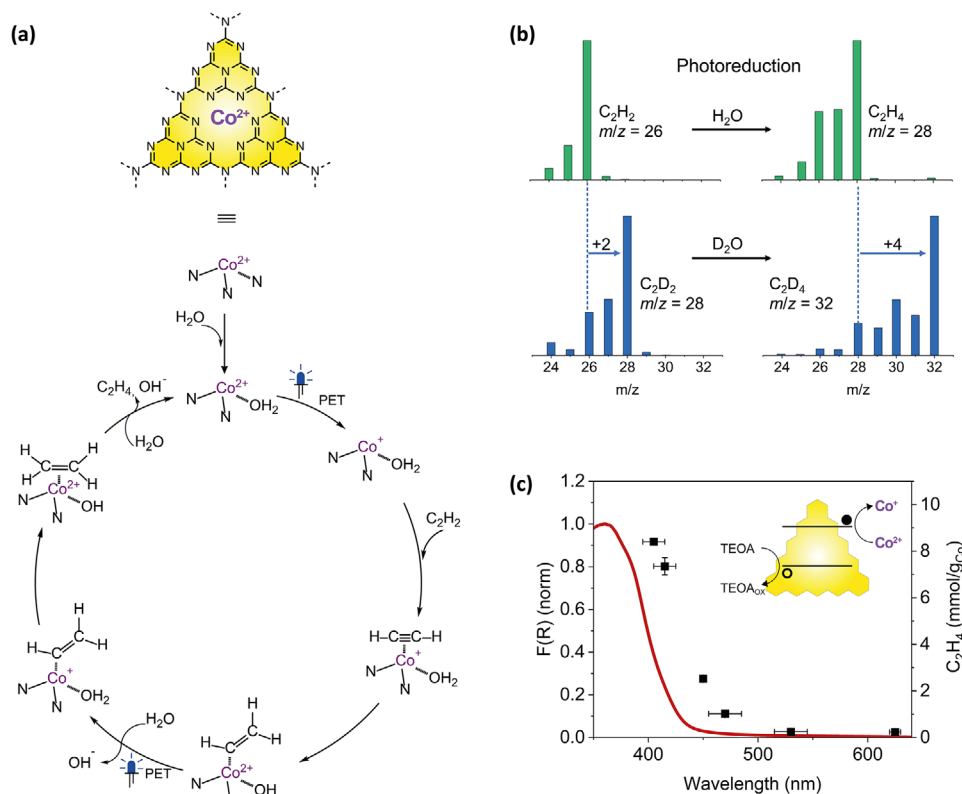 (a)
N
N N
N N N
N N N N
N N N N
N Co²⁺ N
N N N N
N N N N N N
N N N N N N
N N N
≡
Co²⁺
N N
N
H₂O
Co²⁺
N OH₂
N
PET
Co⁺
N OH₂
N
C₂H₂
H-C≡C-H
Co⁺
N OH₂
N
H
C H
H C
Co²⁺
N OH
H₂O
OH⁻
PET
H
C H
H C
Co⁺
N OH₂
N
H H
C=C
H H
Co²⁺
N OH
N
C₂H₄, OH⁻
H₂O
(b)
Photoreduction
C₂H₂
m/z = 26
H₂O
C₂H₄
m/z = 28
+2
D₂O
+4
C₂D₂
m/z = 28
C₂D₄
m/z = 32
24 26 28 30 32 24 26 28 30 32
m/z m/z
(c)
F(R) (norm)
1.2
1.0
0.8
0.6
0.4
0.2
0.0
400 500 600
Wavelength (nm)
10
8
6
4
2
0
C₂H₄ (mmol/g_Co)
Co⁺
Co²⁺
TEOA
TEOA_OX